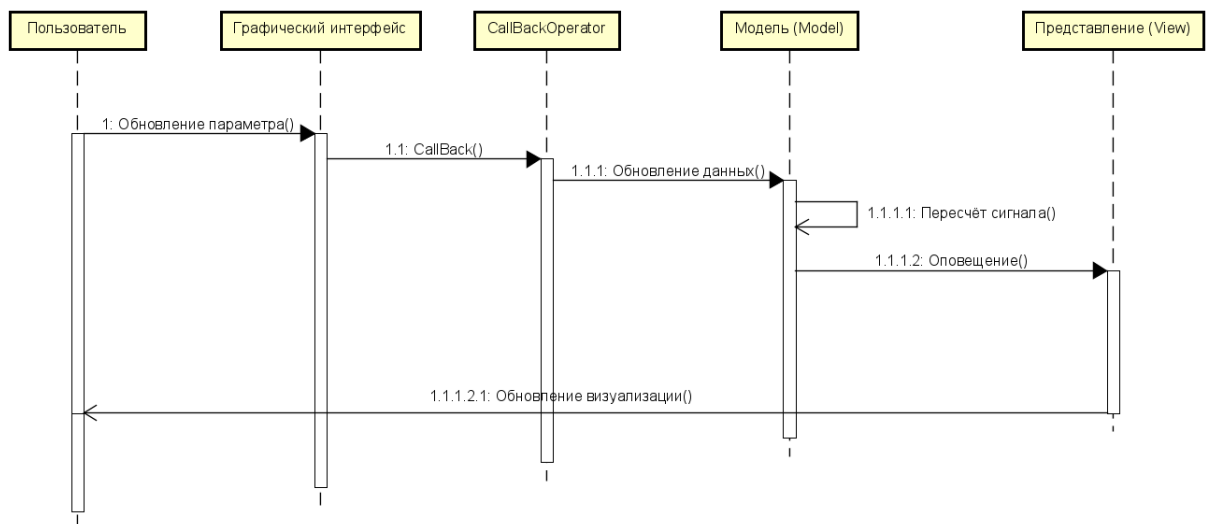 Пользователь
Графический интерфейс
CallBackOperator
Модель (Model)
Представление (View)
1: Обновление параметра()
1.1: CallBack()
1.1.1: Обновление данных()
1.1.1.1: Пересчёт сигнала()
1.1.1.2: Оповещение()
1.1.1.2.1: Обновление визуализации()